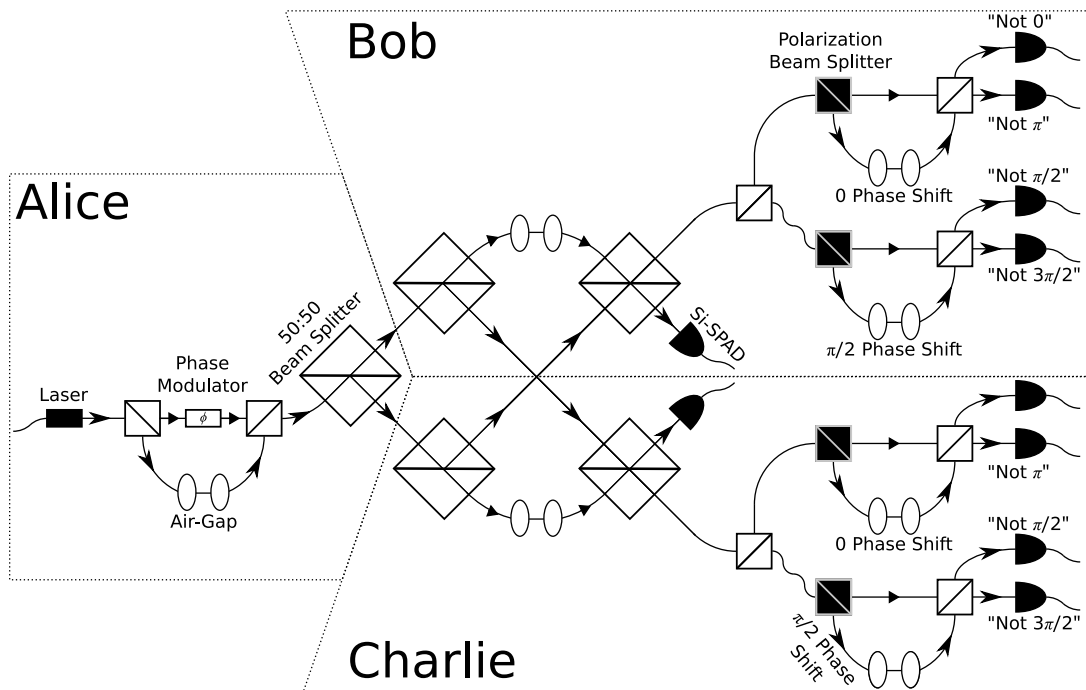 Alice
Laser
Phase
Modulator
ϕ
Air-Gap
50:50
Beam Splitter
Bob
Polarization
Beam Splitter
"Not 0"
"Not π"
0 Phase Shift
"Not π/2"
"Not 3π/2"
π/2 Phase Shift
Si-SPAD
Charlie
"Not π"
0 Phase Shift
"Not π/2"
"Not 3π/2"
π/2 Phase
Shift